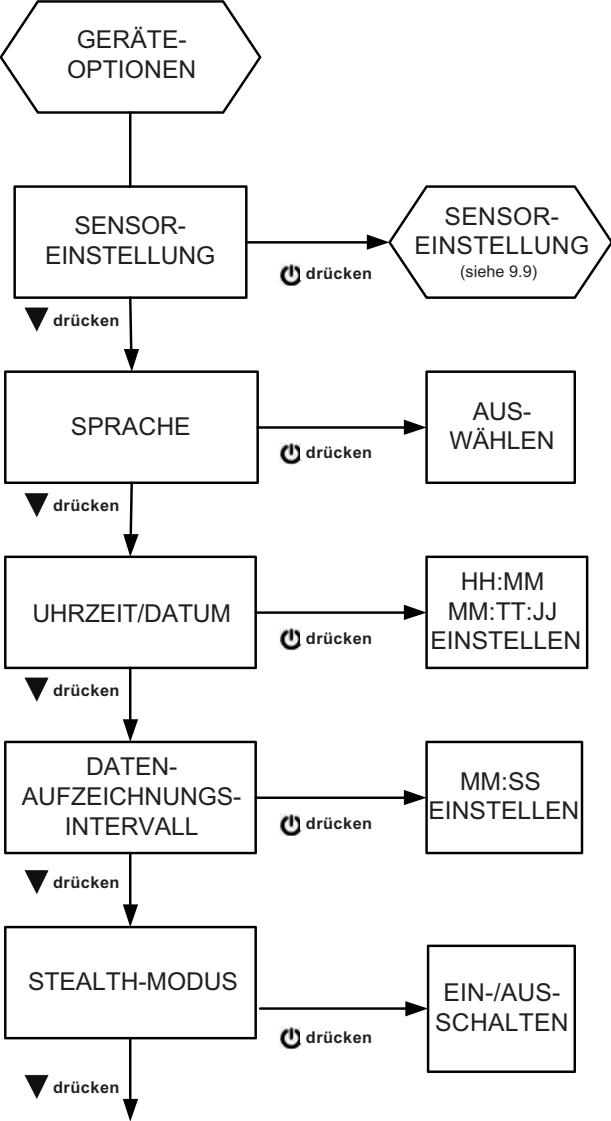 GERÄTE-
OPTIONEN
SENSOR-
EINSTELLUNG
SENSOR-
EINSTELLUNG
(siehe 9.9)
drücken
drücken
SPRACHE
AUS-
WÄHLEN
drücken
drücken
UHRZEIT/DATUM
HH:MM
MM:TT:JJ
EINSTELLEN
drücken
drücken
DATEN-
AUFZEICHNUNGS-
INTERVALL
MM:SS
EINSTELLEN
drücken
drücken
STEALTH-MODUS
EIN-/AUS-
SCHALTEN
drücken
drücken